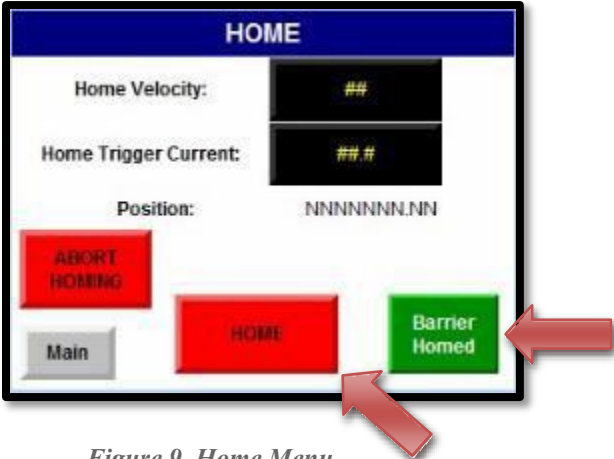 HOME
Home Velocity: ##
Home Trigger Current: ##.#
Position: NNNNNNN.NN
ABORT
HOMING
HOME
Barrier
Homed
Main
Figure 9 Home Menu